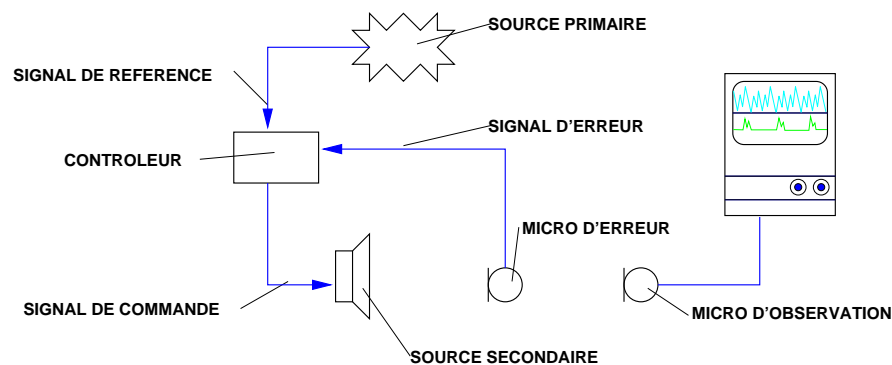 SOURCE PRIMAIRE
SIGNAL DE REFERENCE
SIGNAL D'ERREUR
CONTROLEUR
MICRO D'ERREUR
SIGNAL DE COMMANDE
MICRO D'OBSERVATION
SOURCE SECONDAIRE